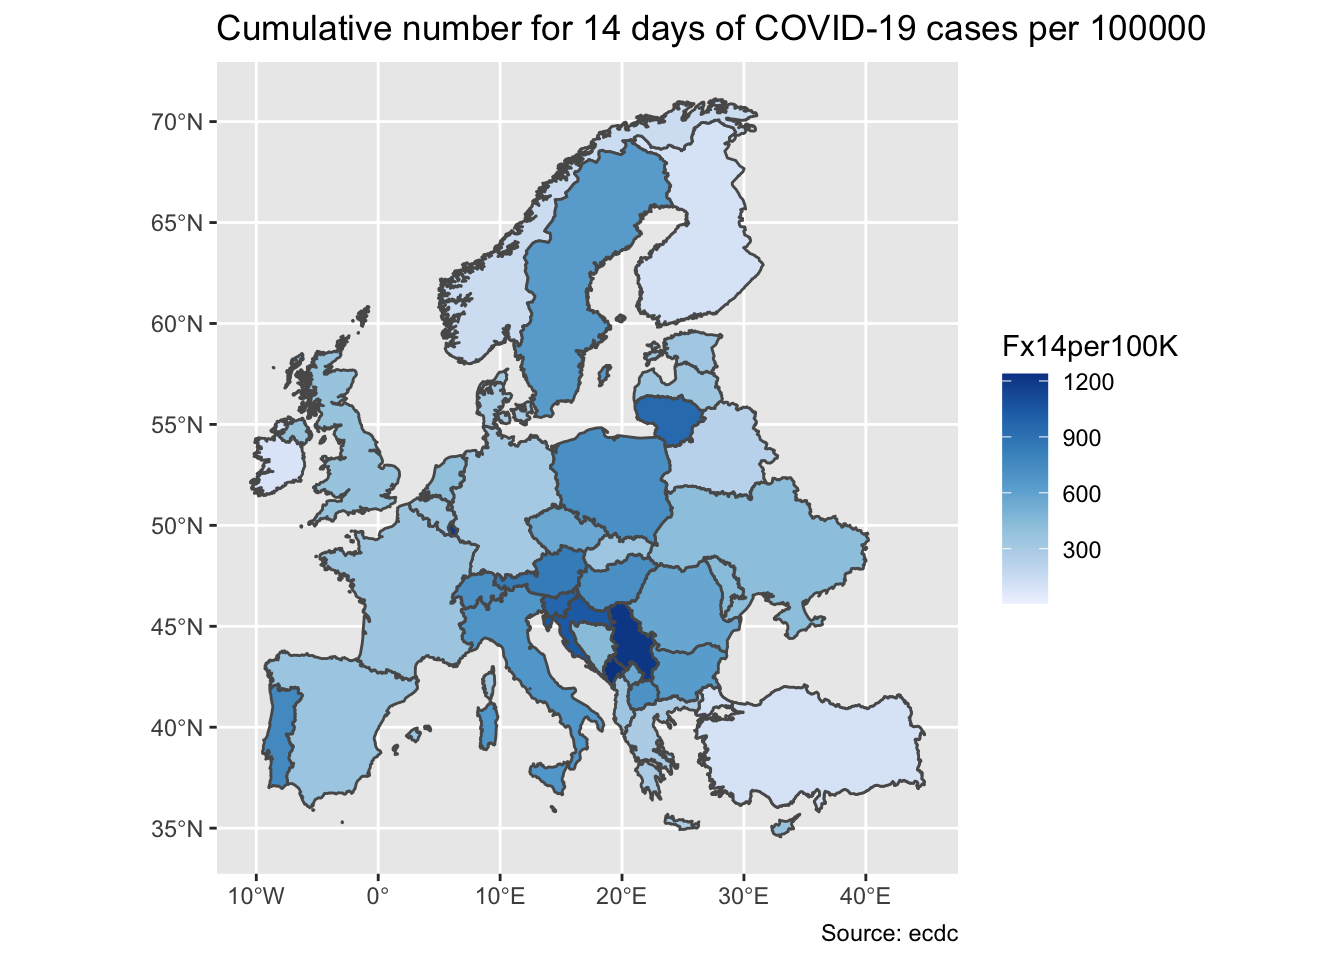 Cumulative number for 14 days of COVID-19 cases per 100000
70°N
65°N
60°N
55°N
50°N
45°N
40°N
35°N
10°W 0° 10°E 20°E 30°E 40°E
Fx14per100K
1200
900
600
300
Source: ecdc